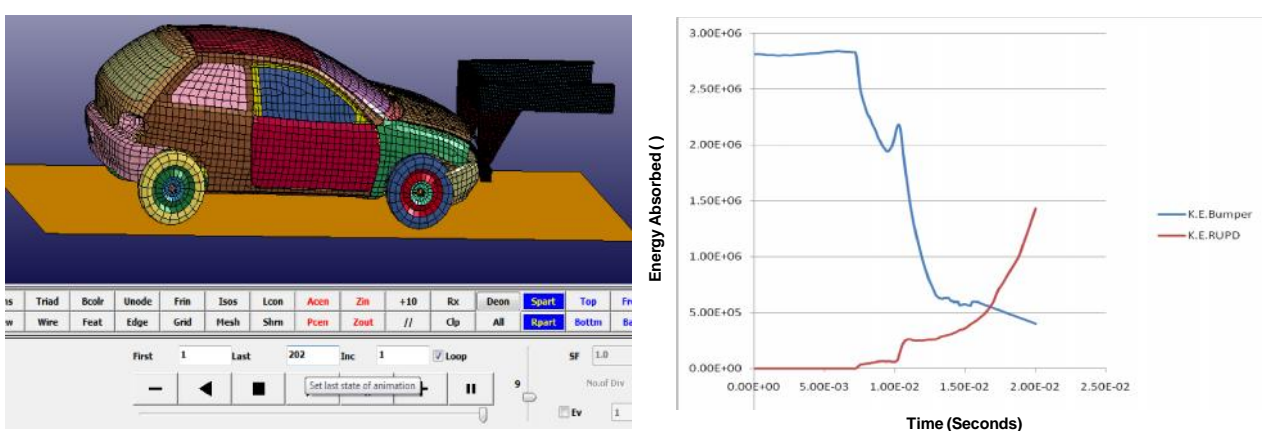 Triad Bcolr Unode Frin Isos Lcon Acen Zin +10 Rx Deon Spart Top
Wire Feat Edge Grid Mesh Shrn Pcen Zout // Clp All Rpart Bottm
First 1 Last 202 Inc 1 Loop SF 1.0
Set last state of animation
9
No.of Div
Ev 1
3.00E+06
2.50E+06
2.00E+06
1.50E+06
1.00E+06
5.00E+05
0.00E+00
Energy Absorbed ( )
0.00E+00 5.00E-03 1.00E-02 1.50E-02 2.00E-02 2.50E-02
Time (Seconds)
K.E.Bumper
K.E.RUPD